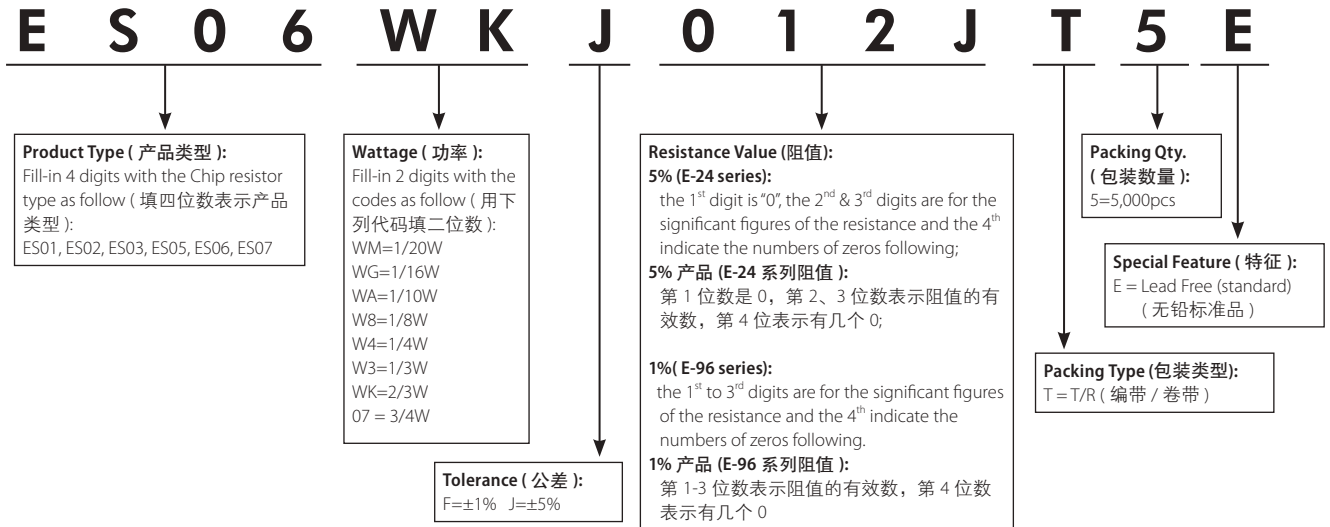 E S 0 6 W K J 0 1 2 J T 5 E
Product Type ( 产品类型 ):
Fill-in 4 digits with the Chip resistor
type as follow ( 填四位数表示产品
类型 ):
ES01, ES02, ES03, ES05, ES06, ES07
Wattage ( 功率 ):
Fill-in 2 digits with the
codes as follow ( 用下
列代码填二位数 ):
WM=1/20W
WG=1/16W
WA=1/10W
W8=1/8W
W4=1/4W
W3=1/3W
WK=2/3W
07 = 3/4W
Tolerance ( 公差 ):
F=±1% J=±5%
Resistance Value (阻值):
5% (E-24 series):
the 1st digit is “0”, the 2nd & 3rd digits are for the
significant figures of the resistance and the 4th
indicate the numbers of zeros following;
5% 产品 (E-24 系列阻值 ):
第 1 位数是 0，第 2、3 位数表示阻值的有
效数，第 4 位表示有几个 0;
1%( E-96 series):
the 1st to 3rd digits are for the significant figures
of the resistance and the 4th indicate the
numbers of zeros following.
1% 产品 (E-96 系列阻值 ):
第 1-3 位数表示阻值的有效数，第 4 位数
表示有几个 0
Packing Qty.
( 包装数量 ):
5=5,000pcs
Special Feature ( 特征 ):
E = Lead Free (standard)
( 无铅标准品 )
Packing Type (包装类型):
T = T/R ( 编带 / 卷带 )